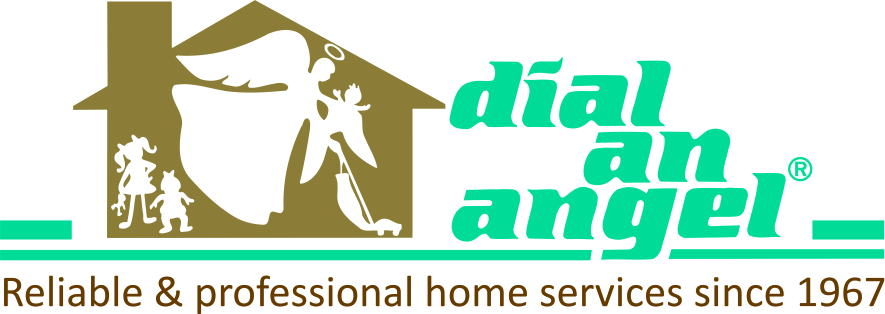 dial
an
angel®
Reliable & professional home services since 1967